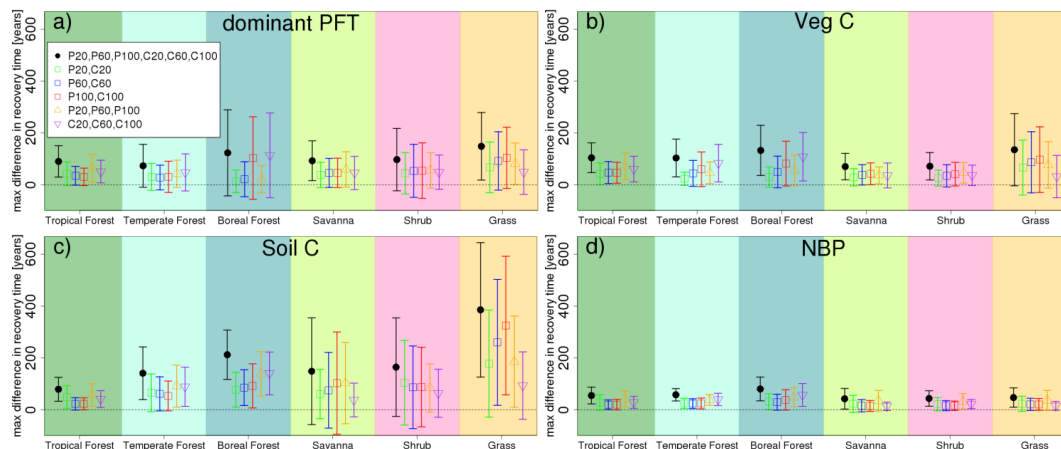 a) dominant PFT
max difference in recovery time [years]
600
400
200
0
P20,P60,P100,C20,C60,C100
P20,C20
P60,C60
P100,C100
P20,P60,P100
C20,C60,C100
Tropical Forest Temperate Forest Boreal Forest Savanna Shrub Grass
b) Veg C
max difference in recovery time [years]
600
400
200
0
Tropical Forest Temperate Forest Boreal Forest Savanna Shrub Grass
c) Soil C
max difference in recovery time [years]
600
400
200
0
Tropical Forest Temperate Forest Boreal Forest Savanna Shrub Grass
d) NBP
max difference in recovery time [years]
600
400
200
0
Tropical Forest Temperate Forest Boreal Forest Savanna Shrub Grass